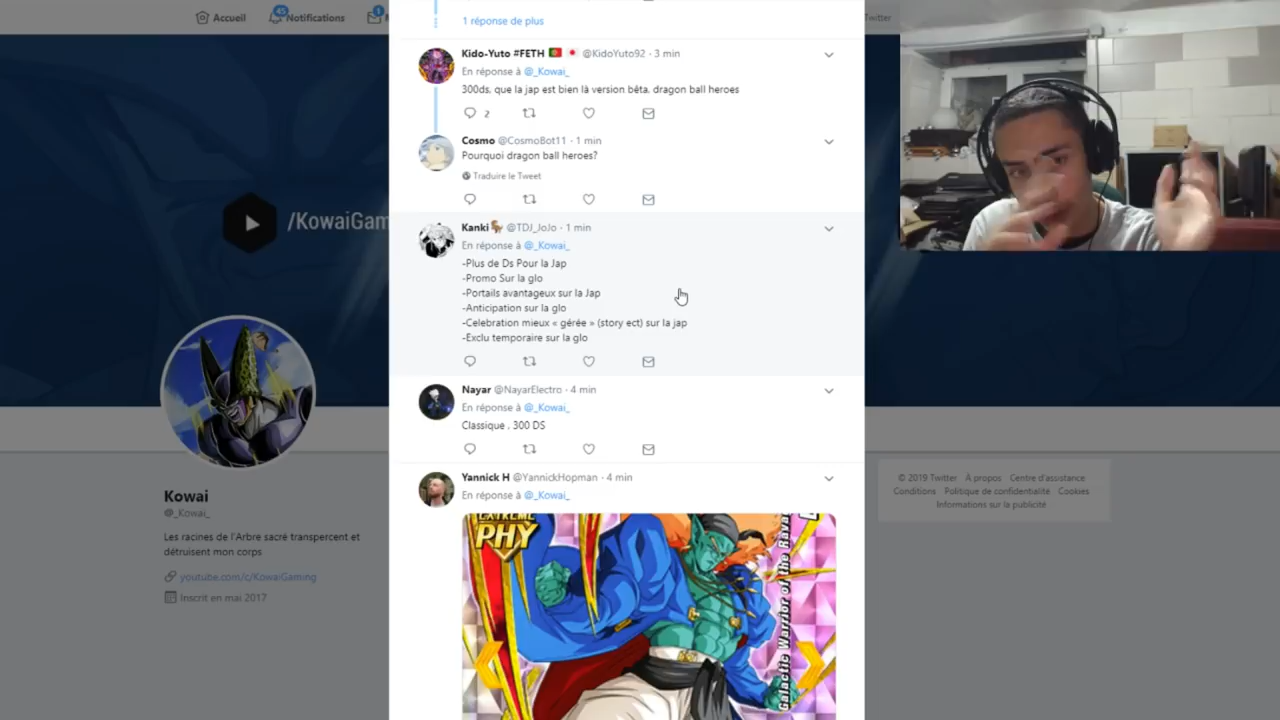 Accueil
45
Notifications
1
Twitter
1 réponse de plus
Kido-Yuto #FETH @KidoYuto92 · 3 min
En réponse à @_Kowai_
300ds, que la jap est bien là version bêta, dragon ball heroes
2
Cosmo @CosmoBot11 · 1 min
Pourquoi dragon ball heroes?
Traduire le Tweet
/KowaiGam
Kanki @TDJ_JoJo · 1 min
En réponse à @_Kowai_
-Plus de Ds Pour la Jap
-Promo Sur la glo
-Portails avantageux sur la Jap
-Anticipation sur la glo
-Celebration mieux « gérée » (story ect) sur la jap
-Exclu temporaire sur la glo
Nayar @NayarElectro · 4 min
En réponse à @_Kowai_
Classique , 300 DS
Yannick H @YannickHopman · 4 min
En réponse à @_Kowai_
EXTREME
PHY
Galactic Warrior of the Rava
Kowai
@_Kowai_
Les racines de l'Arbre sacré transpercent et
détruisent mon corps
youtube.com/c/KowaiGaming
Inscrit en mai 2017
© 2019 Twitter À propos Centre d'assistance
Conditions Politique de confidentialité Cookies
Informations sur la publicité